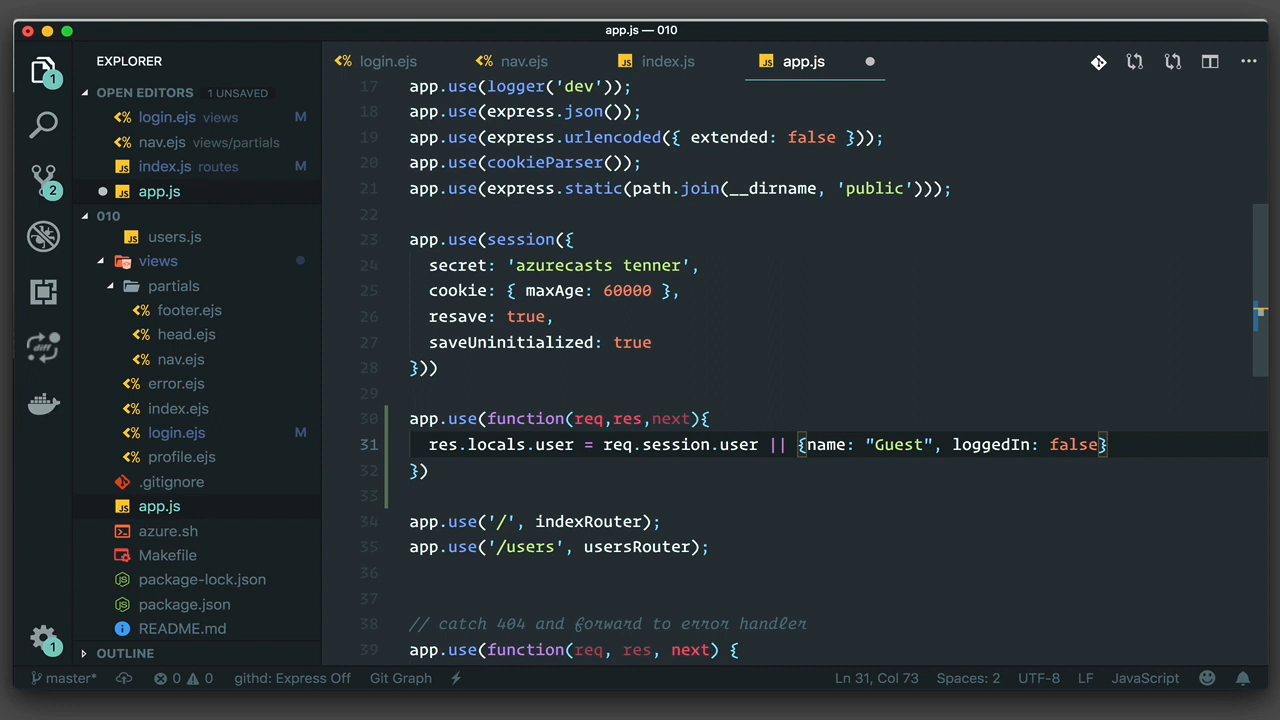 app.js — 010
EXPLORER
OPEN EDITORS 1 UNSAVED
login.ejs views M
nav.ejs views/partials
index.js routes M
app.js
010
users.js
views
partials
footer.ejs
head.ejs
nav.ejs
error.ejs
index.ejs
login.ejs M
profile.ejs
.gitignore
app.js
azure.sh
Makefile
package-lock.json
package.json
README.md
OUTLINE
1
2
diff
1
login.ejs nav.ejs index.js app.js
17 app.use(logger('dev'));
18 app.use(express.json());
19 app.use(express.urlencoded({ extended: false }));
20 app.use(cookieParser());
21 app.use(express.static(path.join(__dirname, 'public')));
22
23 app.use(session({
24 secret: 'azurecasts tenner',
25 cookie: { maxAge: 60000 },
26 resave: true,
27 saveUninitialized: true
28 }))
29
30 app.use(function(req,res,next){
31 res.locals.user = req.session.user || {name: "Guest", loggedIn: false}
32 })
33
34 app.use('/', indexRouter);
35 app.use('/users', usersRouter);
36
37
38 // catch 404 and forward to error handler
39 app.use(function(req, res, next) {
master* 0 0 githd: Express Off Git Graph Ln 31, Col 73 Spaces: 2 UTF-8 LF JavaScript